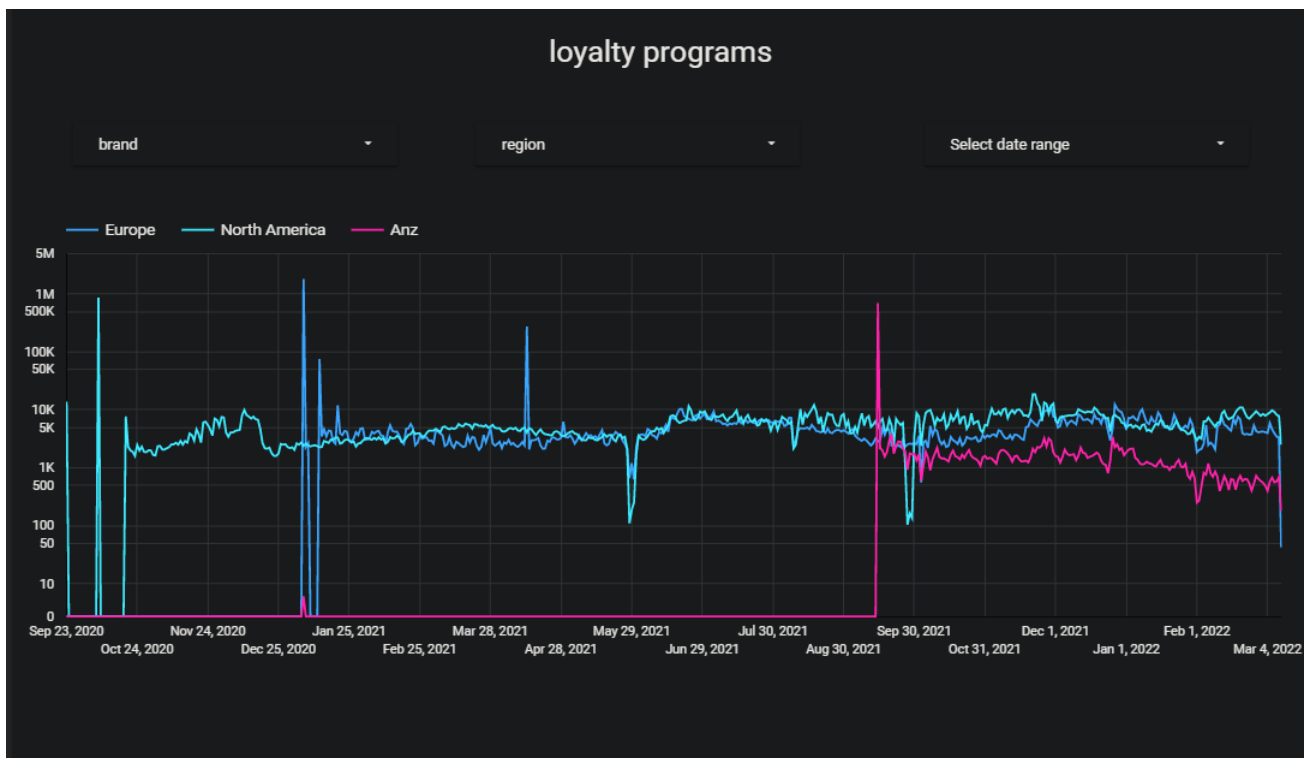 loyalty programs
brand region Select date range
Europe North America Anz
5M
1M
500K
100K
50K
10K
5K
1K
500
100
50
10
0
Sep 23, 2020 Nov 24, 2020 Jan 25, 2021 Mar 28, 2021 May 29, 2021 Jul 30, 2021 Sep 30, 2021 Dec 1, 2021 Feb 1, 2022
Oct 24, 2020 Dec 25, 2020 Feb 25, 2021 Apr 28, 2021 Jun 29, 2021 Aug 30, 2021 Oct 31, 2021 Jan 1, 2022 Mar 4, 2022